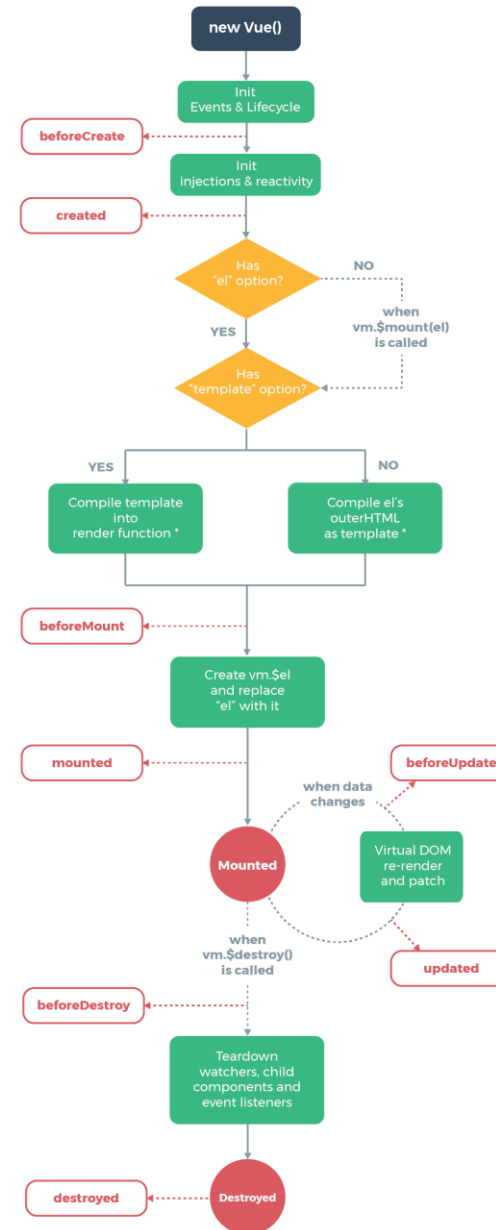 new Vue()
Init
Events & Lifecycle
beforeCreate
Init
injections & reactivity
created
Has
“el” option?
NO
when
vm.$mount(el)
is called
YES
Has
“template” option?
YES
NO
Compile template
into
render function *
Compile el’s
outerHTML
as template *
beforeMount
Create vm.$el
and replace
“el” with it
mounted
beforeUpdate
when data
changes
Mounted
Virtual DOM
re-render
and patch
when
vm.$destroy()
is called
updated
beforeDestroy
Teardown
watchers, child
components and
event listeners
destroyed
Destroyed